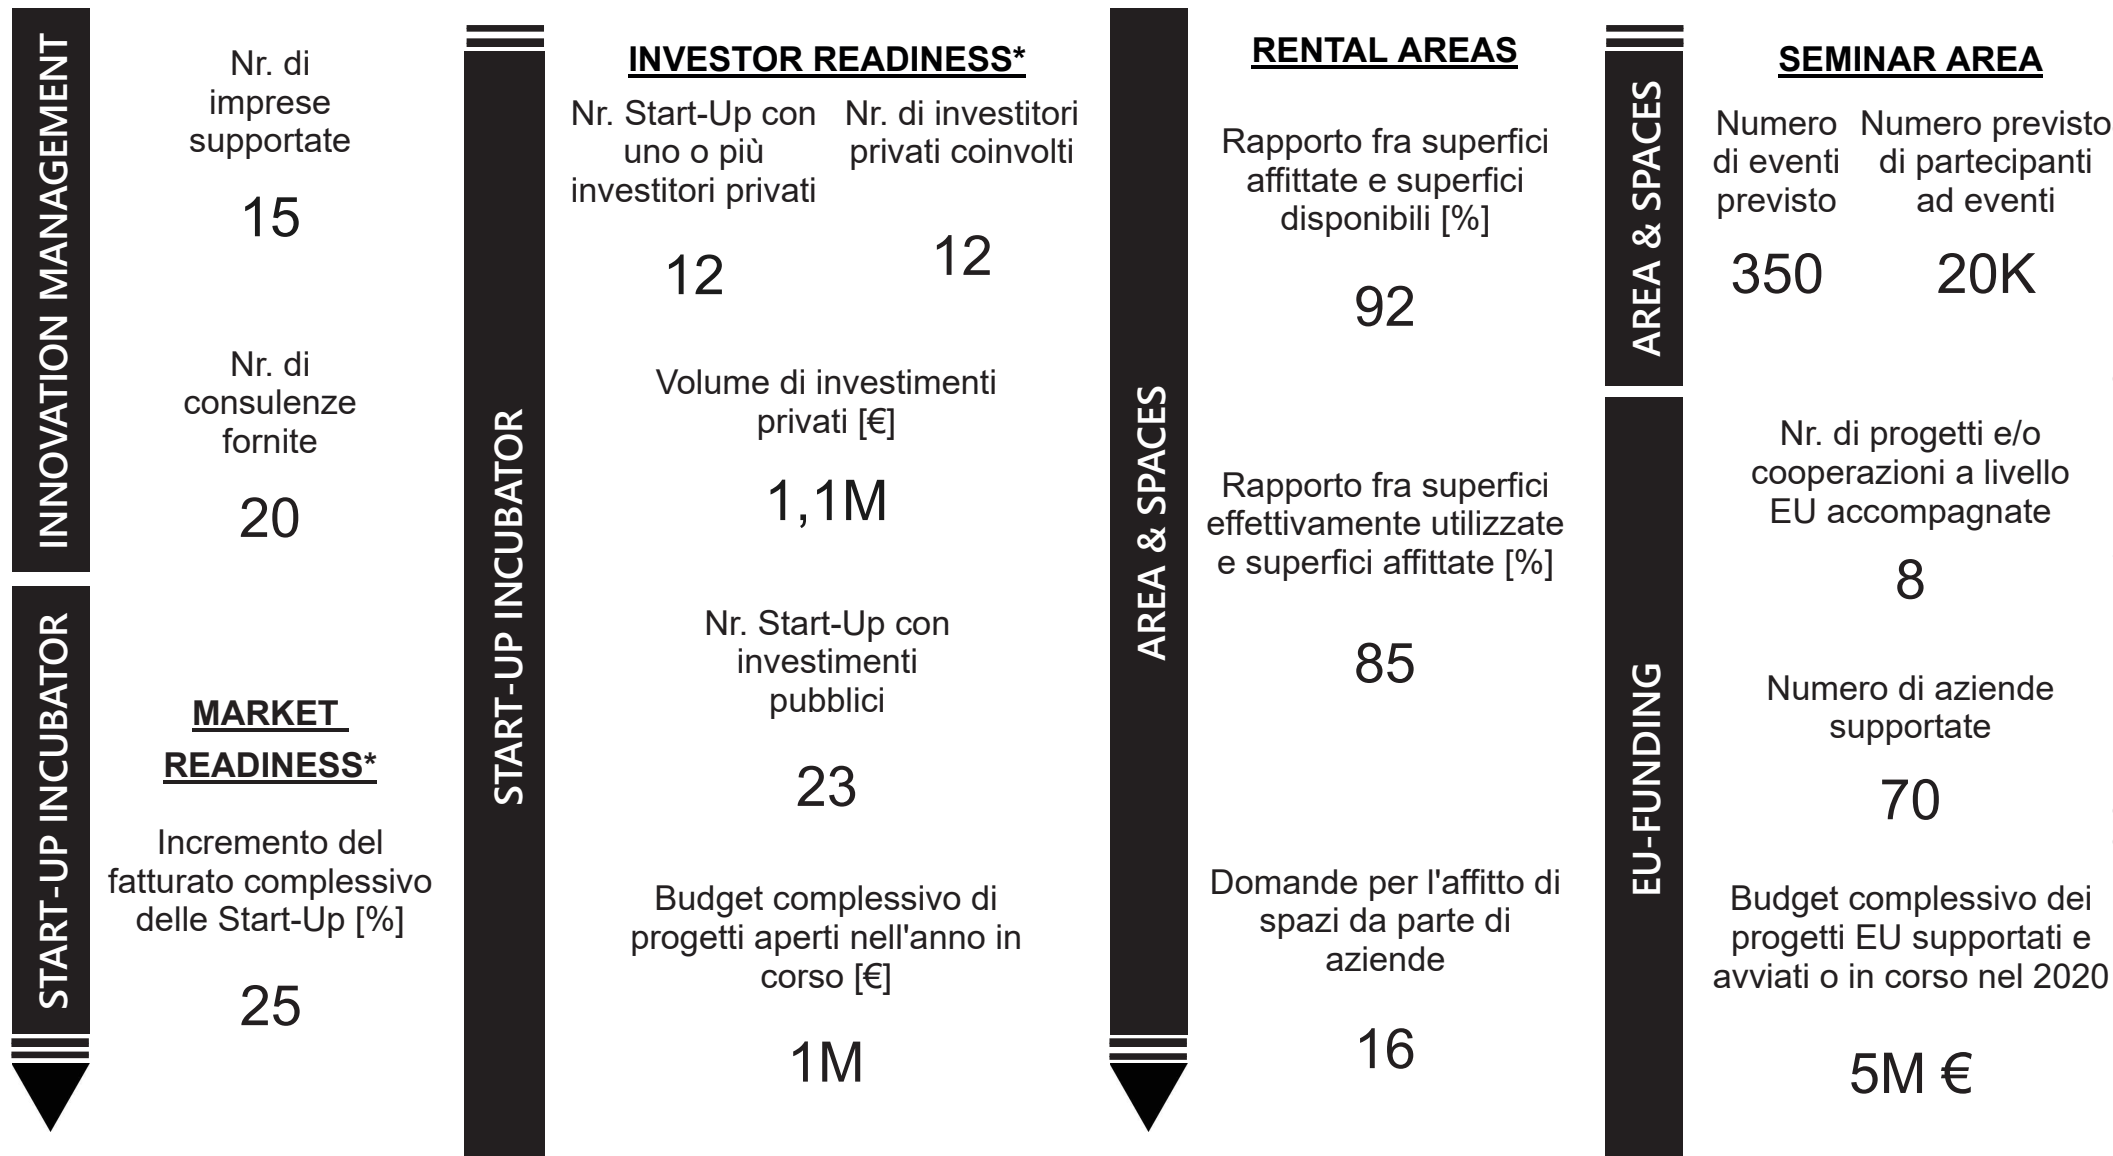 INNOVATION MANAGEMENT
Nr. di
imprese
supportate
15
Nr. di
consulenze
fornite
20
START-UP INCUBATOR
MARKET
READINESS*
Incremento del
fatturato complessivo
delle Start-Up [%]
25
START-UP INCUBATOR
INVESTOR READINESS*
Nr. Start-Up con
uno o più
investitori privati
12
Nr. di investitori
privati coinvolti
12
Volume di investimenti
privati [€]
1,1M
Nr. Start-Up con
investimenti
pubblici
23
Budget complessivo di
progetti aperti nell'anno in
corso [€]
1M
AREA & SPACES
RENTAL AREAS
Rapporto fra superfici
affittate e superfici
disponibili [%]
92
Rapporto fra superfici
effettivamente utilizzate
e superfici affittate [%]
85
Domande per l'affitto di
spazi da parte di
aziende
16
AREA & SPACES
SEMINAR AREA
Numero
di eventi
previsto
350
Numero previsto
di partecipanti
ad eventi
20K
EU-FUNDING
Nr. di progetti e/o
cooperazioni a livello
EU accompagnate
8
Numero di aziende
supportate
70
Budget complessivo dei
progetti EU supportati e
avviati o in corso nel 2020
5M €